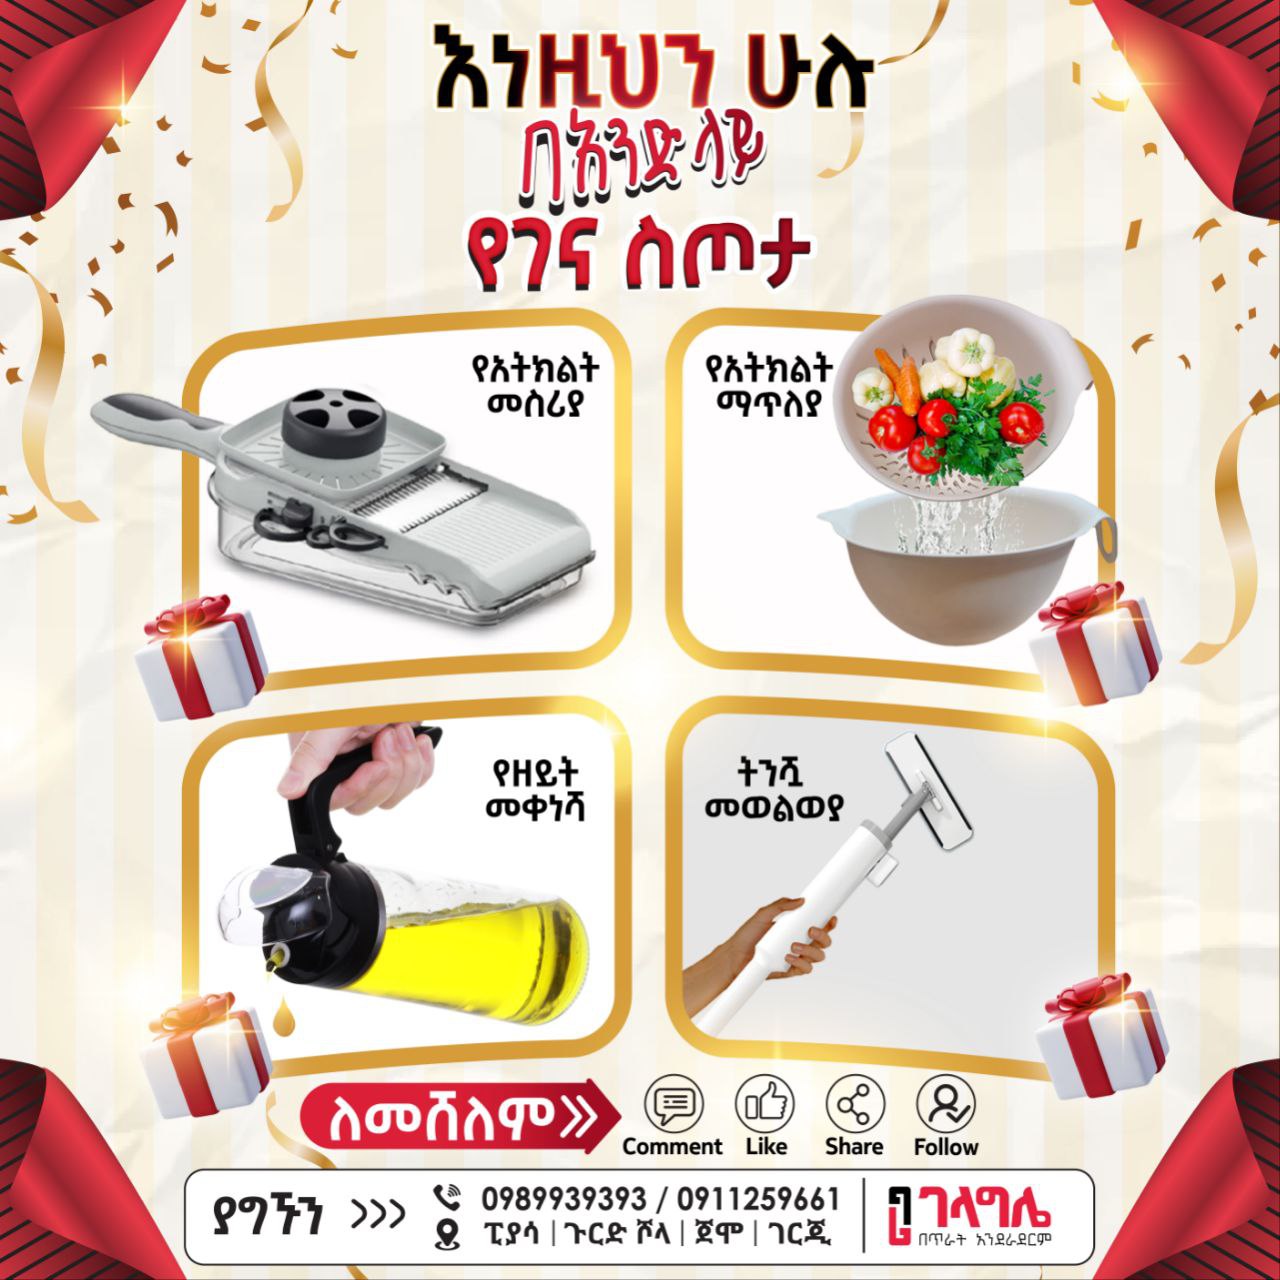 እነዚህን ሁሉ
በአንድ ላይ
የገና ስጦታ
የአትክልት
መስሪያ
የአትክልት
ማጥለያ
የዘይት
መቀነሻ
ትንሿ
መወልወያ
ለመሸለም
Comment Like Share Follow
ያግኙን >>> 0989939393 / 0911259661
ፒያሳ | ጉርድ ሾላ | ጀሞ | ገርጂ
ገላግሌ
በጥራት አንደራደርም